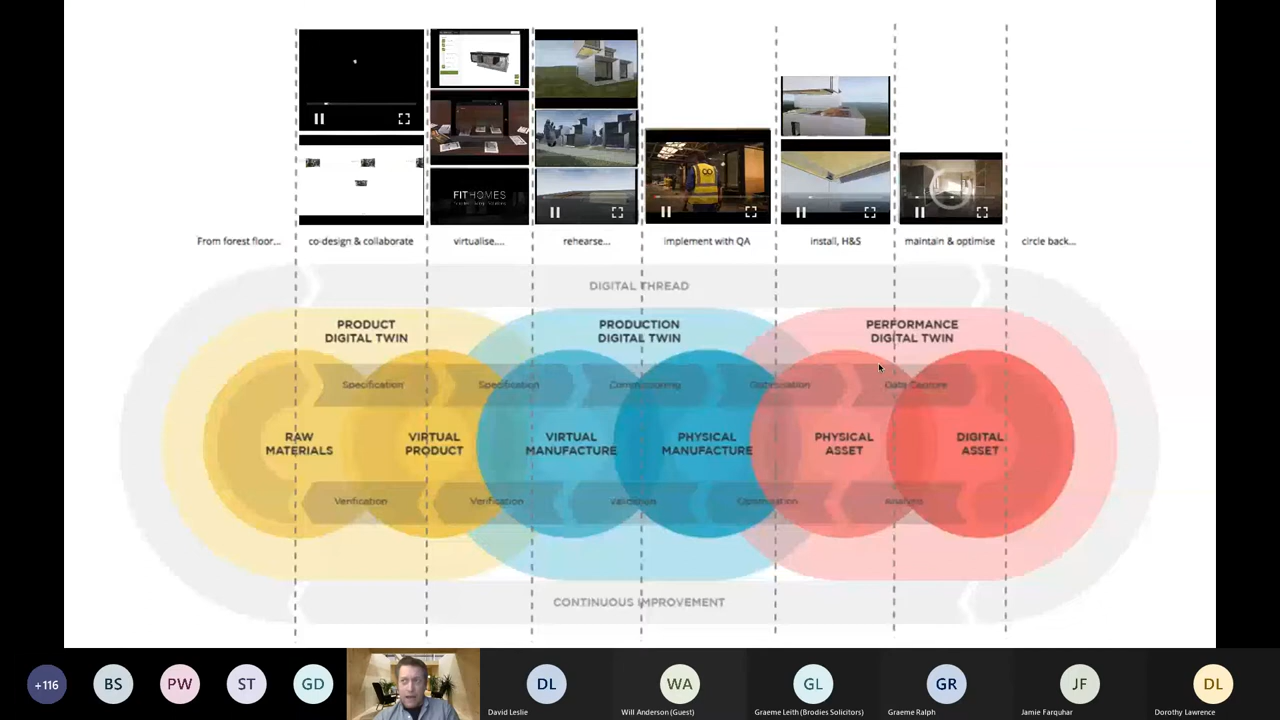 FITHOMES
From forest floor...
co-design & collaborate
virtualise....
rehearse...
implement with QA
install, H&S
maintain & optimise
circle back...
DIGITAL THREAD
PRODUCT
DIGITAL TWIN
PRODUCTION
DIGITAL TWIN
PERFORMANCE
DIGITAL TWIN
Specification
Specification
Commissioning
Optimisation
Data Capture
RAW
MATERIALS
VIRTUAL
PRODUCT
VIRTUAL
MANUFACTURE
PHYSICAL
MANUFACTURE
PHYSICAL
ASSET
DIGITAL
ASSET
Verification
Verification
Validation
Analysis
CONTINUOUS IMPROVEMENT
+116
BS
PW
ST
GD
DL
WA
GL
GR
JF
DL
David Leslie
Will Anderson (Guest)
Graeme Leith (Brodies Solicitors)
Graeme Ralph
Jamie Farquhar
Dorothy Lawrence